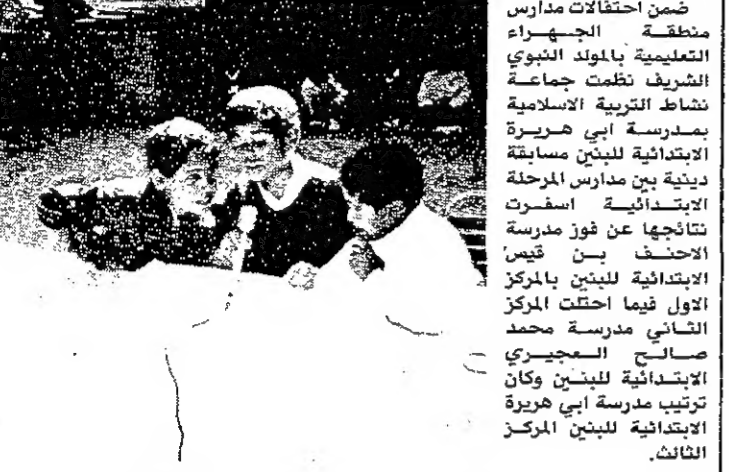 ضمن احتفالات مدارس
منطقة الجهراء
التعليمية بالمولد النبوي
الشريف نظمت جماعة
نشاط التربية الاسلامية
بمدرسة ابي هريرة
الابتدائية للبنين مسابقة
دينية بين مدارس المرحلة
الابتدائية اسفرت
نتائجها عن فوز مدرسة
الاحنف بن قيس
الابتدائية للبنين بالمركز
الاول فيما احتلت المركز
الثاني مدرسة محمد
صالح العجيري
الابتدائية للبنين وكان
ترتيب مدرسة ابي هريرة
الابتدائية للبنين المركز
الثالث.